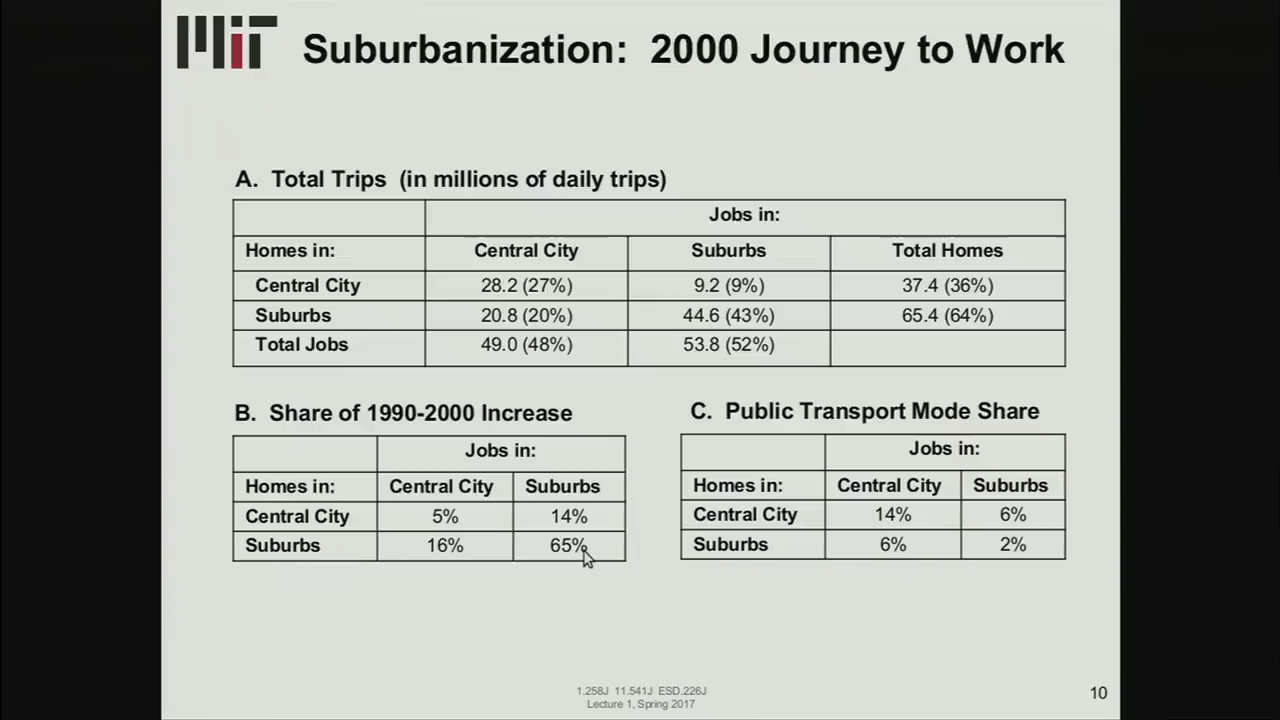 MIT
Suburbanization: 2000 Journey to Work
A. Total Trips (in millions of daily trips)
Jobs in:
Homes in: Central City Suburbs Total Homes
Central City 28.2 (27%) 9.2 (9%) 37.4 (36%)
Suburbs 20.8 (20%) 44.6 (43%) 65.4 (64%)
Total Jobs 49.0 (48%) 53.8 (52%)
B. Share of 1990-2000 Increase
Jobs in:
Homes in: Central City Suburbs
Central City 5% 14%
Suburbs 16% 65%
C. Public Transport Mode Share
Jobs in:
Homes in: Central City Suburbs
Central City 14% 6%
Suburbs 6% 2%
1.258J 11.541J ESD.226J
Lecture 1, Spring 2017
10